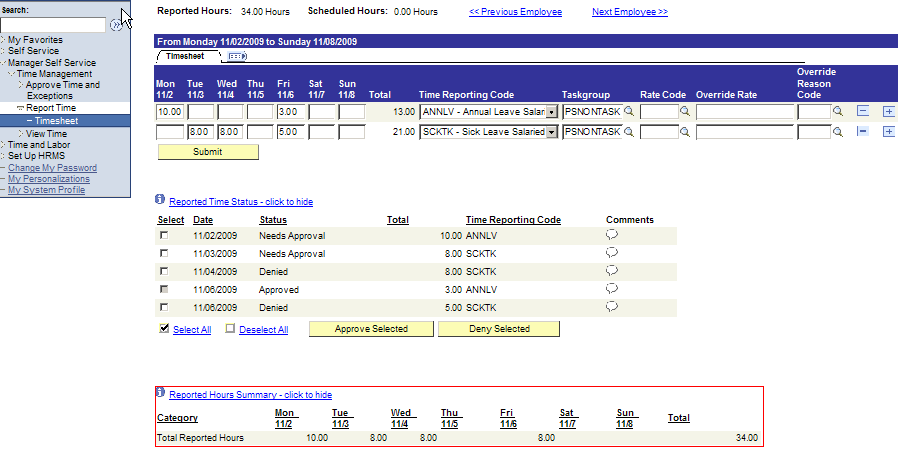 Search:
My Favorites
Self Service
Manager Self Service
Time Management
Approve Time and
Exceptions
Report Time
Timesheet
View Time
Time and Labor
Set Up HRMS
Change My Password
My Personalizations
My System Profile
Reported Hours: 34.00 Hours Scheduled Hours: 0.00 Hours << Previous Employee Next Employee >>
From Monday 11/02/2009 to Sunday 11/08/2009
Timesheet
Mon 11/2 Tue 11/3 Wed 11/4 Thu 11/5 Fri 11/6 Sat 11/7 Sun 11/8 Total Time Reporting Code Taskgroup Rate Code Override Rate Override Reason Code
10.00 3.00 13.00 ANNLV - Annual Leave Salar PSNONTASK
8.00 8.00 5.00 21.00 SCKTK - Sick Leave Salaried PSNONTASK
Submit
Reported Time Status - click to hide
Select Date Status Total Time Reporting Code Comments
11/02/2009 Needs Approval 10.00 ANNLV
11/03/2009 Needs Approval 8.00 SCKTK
11/04/2009 Denied 8.00 SCKTK
11/06/2009 Approved 3.00 ANNLV
11/06/2009 Denied 5.00 SCKTK
Select All Deselect All Approve Selected Deny Selected
Reported Hours Summary - click to hide
Category Mon 11/2 Tue 11/3 Wed 11/4 Thu 11/5 Fri 11/6 Sat 11/7 Sun 11/8 Total
Total Reported Hours 10.00 8.00 8.00 8.00 34.00